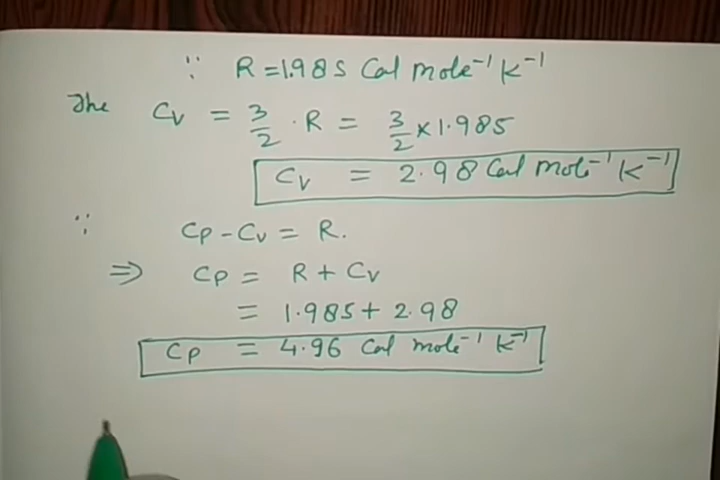 ∵ R = 1.985 Cal mole⁻¹ K⁻¹
The Cv = 3/2 · R = 3/2 × 1.985
Cv = 2.98 Cal mole⁻¹ K⁻¹
∵ Cp - Cv = R.
⇒ Cp = R + Cv
= 1.985 + 2.98
Cp = 4.96 Cal mole⁻¹ K⁻¹